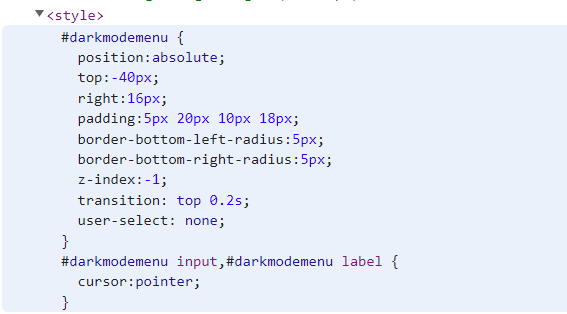 <style>
#darkmodemenu {
position:absolute;
top:-40px;
right:16px;
padding:5px 20px 10px 18px;
border-bottom-left-radius:5px;
border-bottom-right-radius:5px;
z-index:-1;
transition: top 0.2s;
user-select: none;
}
#darkmodemenu input,#darkmodemenu label {
cursor:pointer;
}